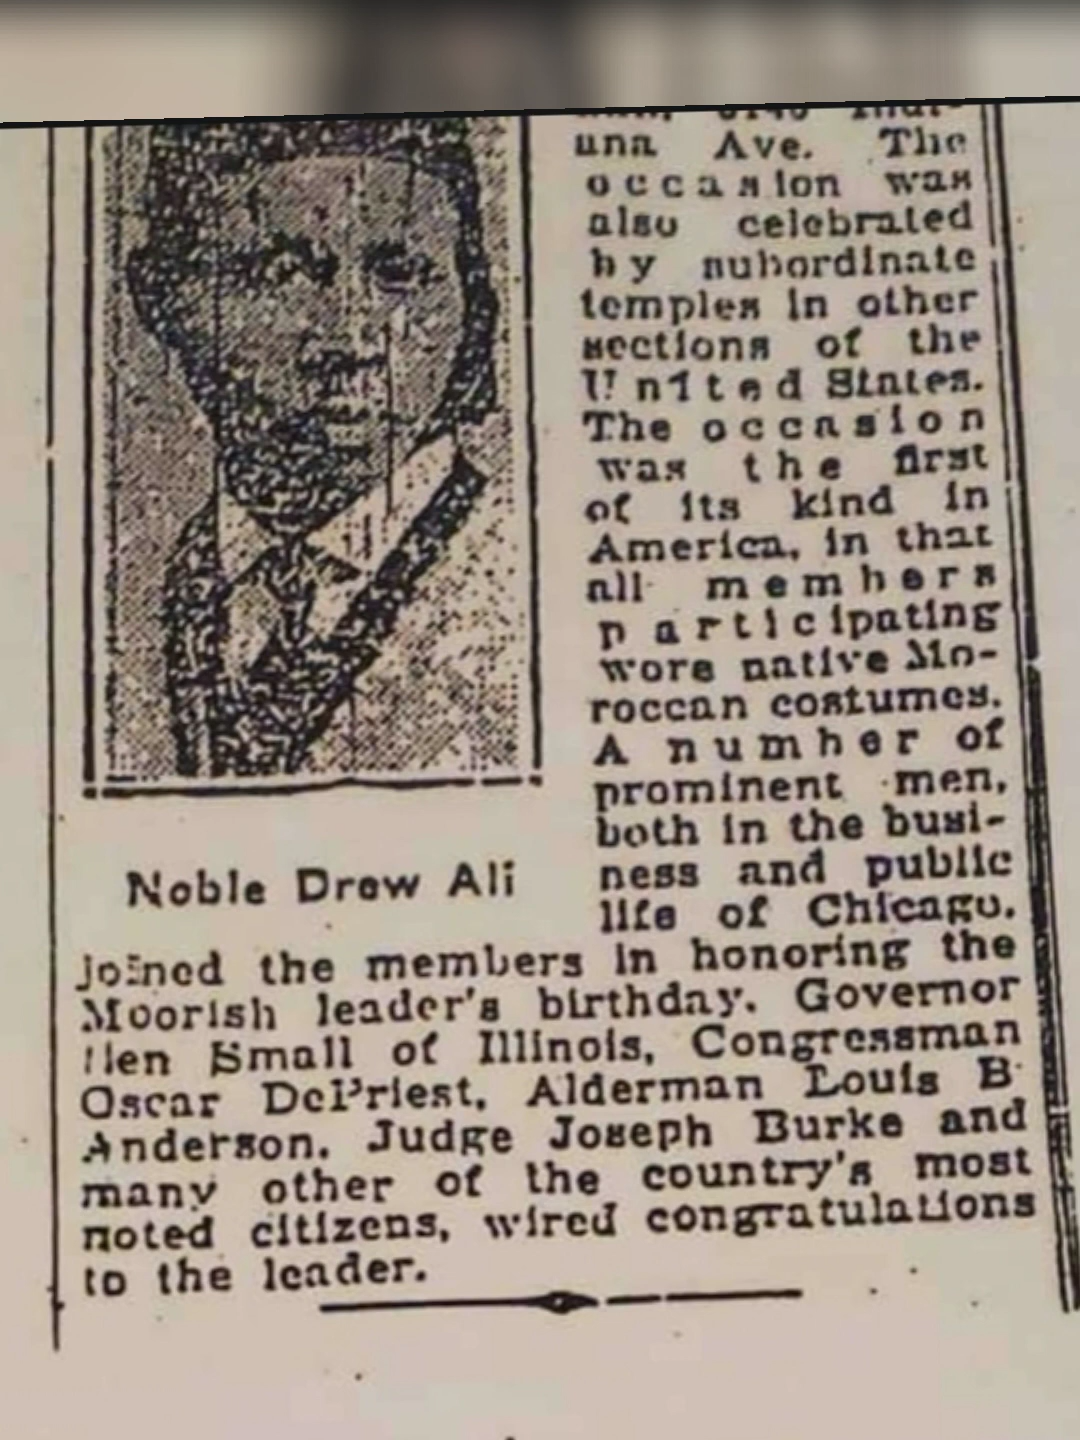 una Ave. The
occasion was
also celebrated
by subordinate
temples in other
sections of the
United States.
The occasion
was the first
of its kind in
America, in that
all members
participating
wore native Mo-
roccan costumes.
A number of
prominent men,
both in the busi-
ness and public
life of Chicago,
Noble Drew Ali
joined the members in honoring the
Moorish leader's birthday. Governor
Len Small of Illinois, Congressman
Oscar DePriest, Alderman Louis B
Anderson, Judge Joseph Burke and
many other of the country's most
noted citizens, wired congratulations
to the leader.